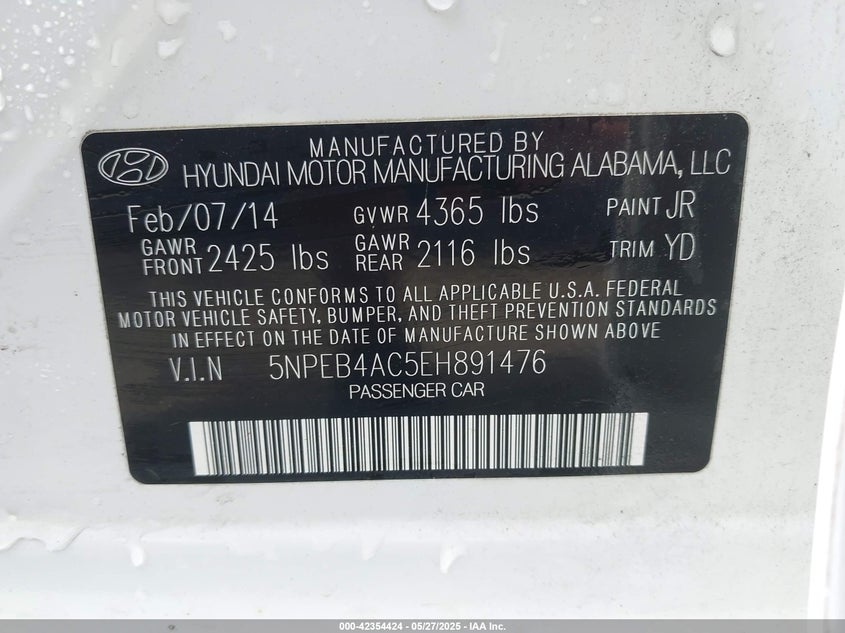 MANUFACTURED BY
HYUNDAI MOTOR MANUFACTURING ALABAMA, LLC
Feb/07/14 GVWR 4365 lbs PAINT JR
GAWR FRONT 2425 lbs GAWR REAR 2116 lbs TRIM YD
THIS VEHICLE CONFORMS TO ALL APPLICABLE U.S.A. FEDERAL
MOTOR VEHICLE SAFETY, BUMPER, AND THEFT PREVENTION STANDARDS
IN EFFECT ON THE DATE OF MANUFACTURE SHOWN ABOVE
V.I.N 5NPEB4AC5EH891476
PASSENGER CAR
000-42354424 - 05/27/2025 - IAA Inc.